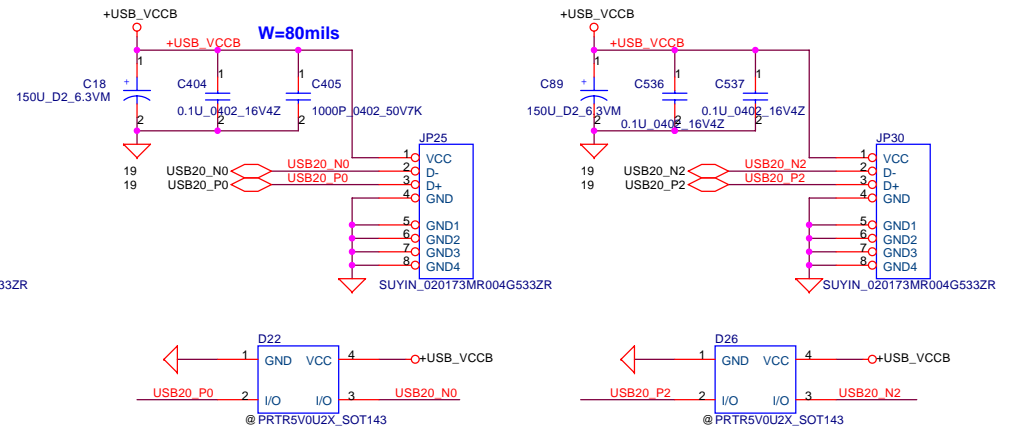 +USB_VCCB
W=80mils
+USB_VCCB
1
1
1
C18
+
150U_D2_6.3VM
2
C404
0.1U_0402_16V4Z
2
C405
1000P_0402_50V7K
2
JP25
1 VCC
19 USB20_N0 USB20_N0 2 D-
19 USB20_P0 USB20_P0 3 D+
4 GND
5 GND1
6 GND2
7 GND3
8 GND4
SUYIN_020173MR004G533ZR
33ZR
+USB_VCCB
+USB_VCCB
1
1
1
C89
+
150U_D2_6.3VM
2
C536
0.1U_0402_16V4Z
2
C537
0.1U_0402_16V4Z
2
JP30
1 VCC
19 USB20_N2 USB20_N2 2 D-
19 USB20_P2 USB20_P2 3 D+
4 GND
5 GND1
6 GND2
7 GND3
8 GND4
SUYIN_020173MR004G533ZR
D22
1 GND VCC 4 +USB_VCCB
USB20_P0 2 I/O I/O 3 USB20_N0
@PRTR5V0U2X_SOT143
D26
1 GND VCC 4 +USB_VCCB
USB20_P2 2 I/O I/O 3 USB20_N2
@PRTR5V0U2X_SOT143